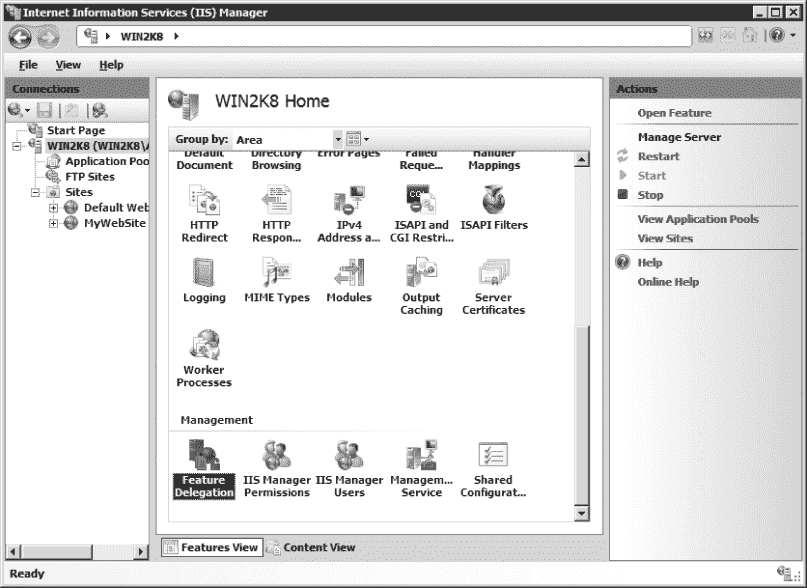 Internet Information Services (IIS) Manager
WIN2K8
File View Help
Connections
Start Page
WIN2K8 (WIN2K8\A
Application Poo
FTP Sites
Sites
Default Web
MyWebSite
WIN2K8 Home
Group by: Area
Default Document
Directory Browsing
Error Pages
Failed Reque...
Handler Mappings
HTTP Redirect
HTTP Respon...
IPv4 Address a...
ISAPI and CGI Restri...
ISAPI Filters
Logging
MIME Types
Modules
Output Caching
Server Certificates
Worker Processes
Management
Feature Delegation
IIS Manager Permissions
IIS Manager Users
Managem... Service
Shared Configurat...
Features View
Content View
Actions
Open Feature
Manage Server
Restart
Start
Stop
View Application Pools
View Sites
Help
Online Help
Ready